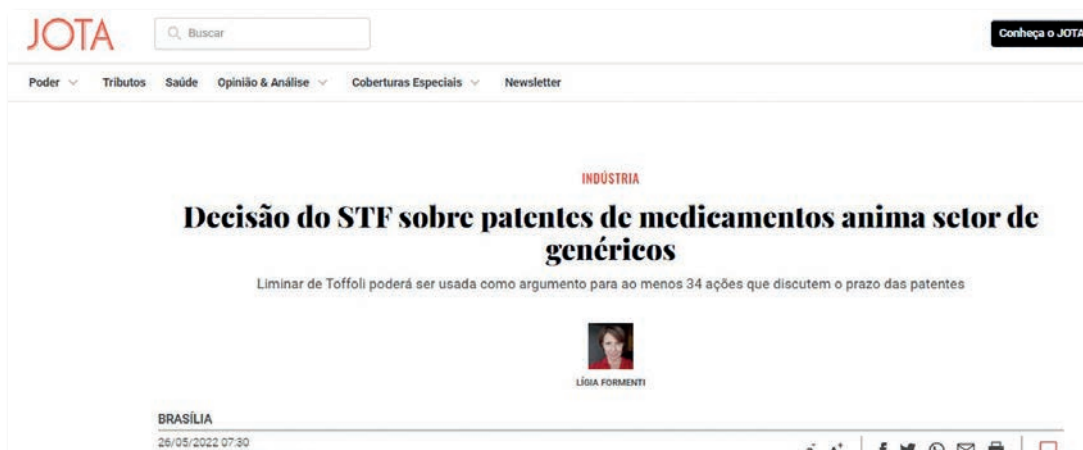 JOTA
Buscar
Conheça o JOTA
Poder Tributos Saúde Opinião & Análise Coberturas Especiais Newsletter
INDÚSTRIA
Decisão do STF sobre patentes de medicamentos anima setor de
genéricos
Liminar de Toffoli poderá ser usada como argumento para ao menos 34 ações que discutem o prazo das patentes
LÍGIA FORMENTI
BRASÍLIA
26/05/2022 07:30